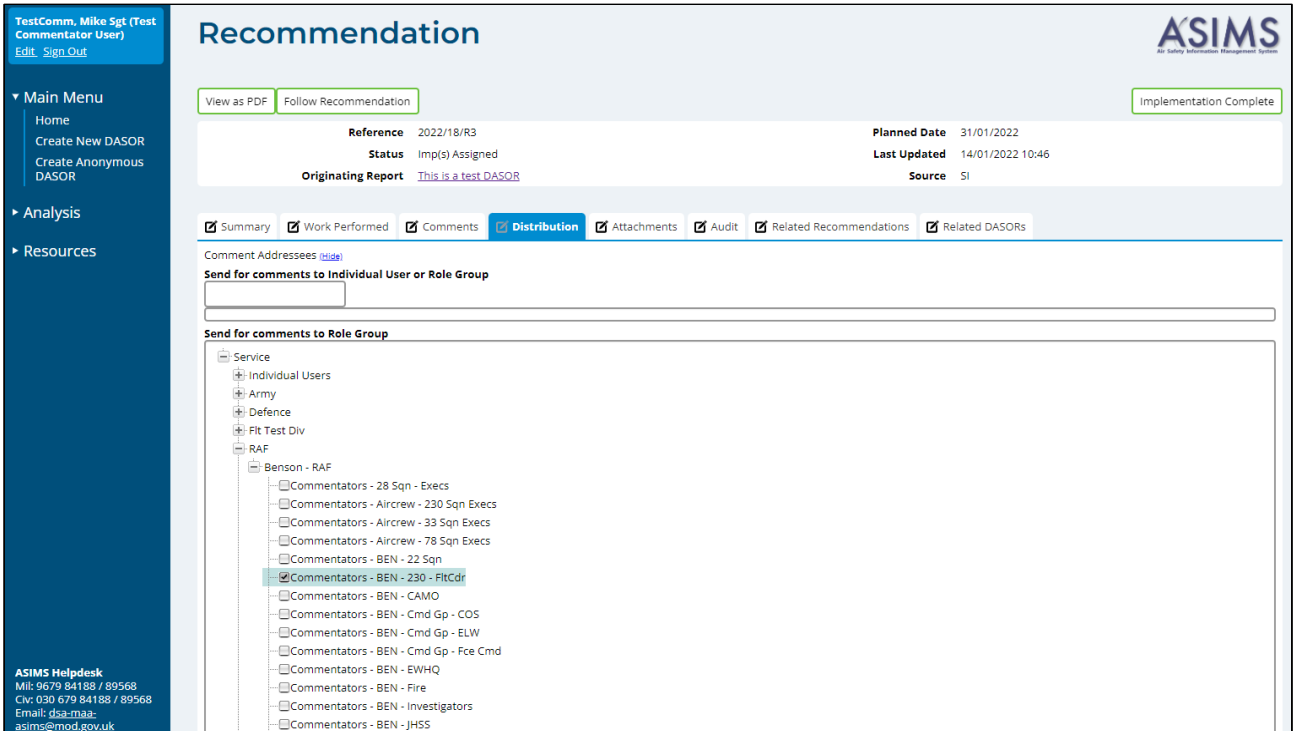 TestComm, Mike Sgt (Test
Commentator User)
Edit Sign Out
Main Menu
Home
Create New DASOR
Create Anonymous
DASOR
Analysis
Resources
ASIMS Helpdesk
Mil: 9679 84188 / 89568
Civ: 030 679 84188 / 89568
Email: dsa-maa-
asims@mod.gov.uk
Recommendation
ASIMS
Air Safety Information Management System
View as PDF Follow Recommendation Implementation Complete
Reference 2022/18/R3 Planned Date 31/01/2022
Status Imp(s) Assigned Last Updated 14/01/2022 10:46
Originating Report This is a test DASOR Source SI
Summary Work Performed Comments Distribution Attachments Audit Related Recommendations Related DASORs
Comment Addressees (Hide)
Send for comments to Individual User or Role Group
Send for comments to Role Group
Service
Individual Users
Army
Defence
Flt Test Div
RAF
Benson - RAF
Commentators - 28 Sqn - Execs
Commentators - Aircrew - 230 Sqn Execs
Commentators - Aircrew - 33 Sqn Execs
Commentators - Aircrew - 78 Sqn Execs
Commentators - BEN - 22 Sqn
Commentators - BEN - 230 - FltCdr
Commentators - BEN - CAMO
Commentators - BEN - Cmd Gp - COS
Commentators - BEN - Cmd Gp - ELW
Commentators - BEN - Cmd Gp - Fce Cmd
Commentators - BEN - EWHQ
Commentators - BEN - Fire
Commentators - BEN - Investigators
Commentators - BEN - JHSS